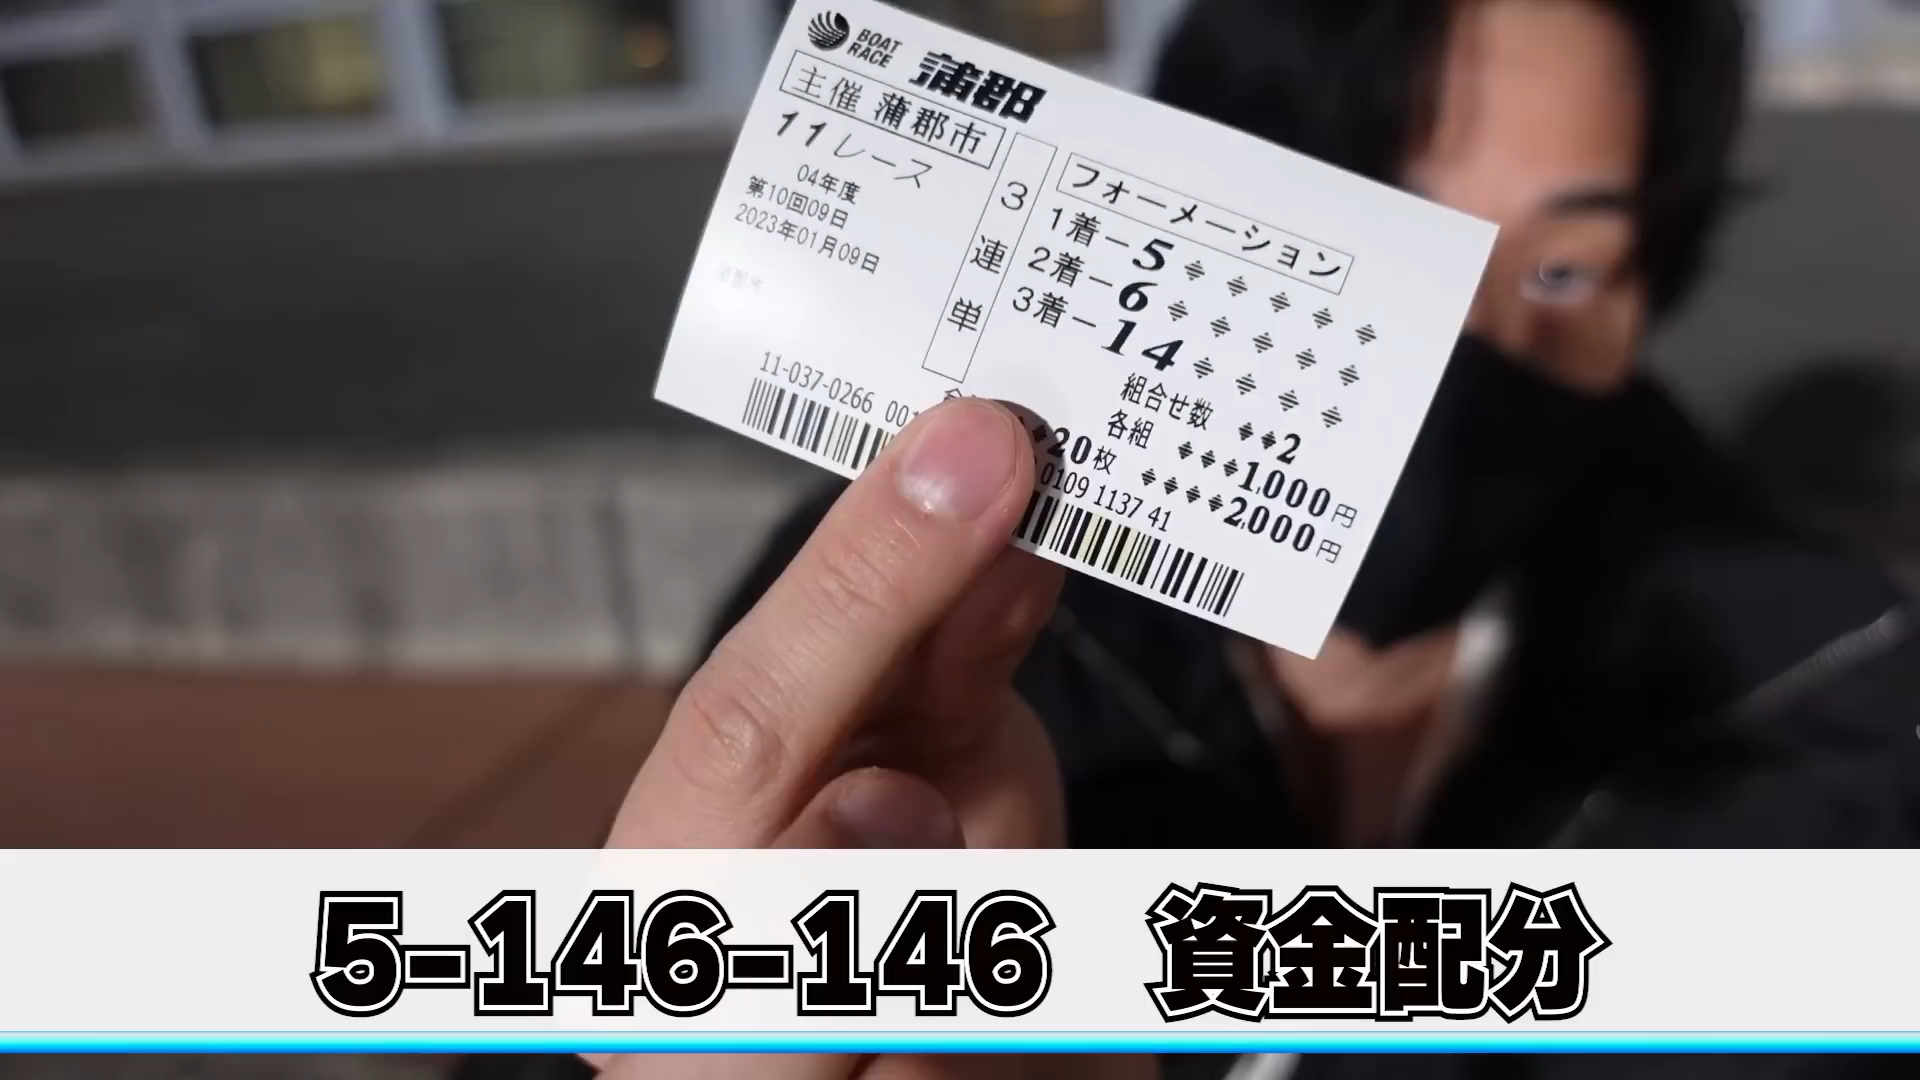 BOAT
RACE
蒲郡
主催 蒲郡市
11レース
04年度
第10回09日
2023年01月09日
3連単
フォーメーション
1着－5
2着－6
3着－14
組合せ数 2
各組 1,000円
20枚 2,000円
11-037-0266 001
0109 1137 41
5-146-146 資金配分